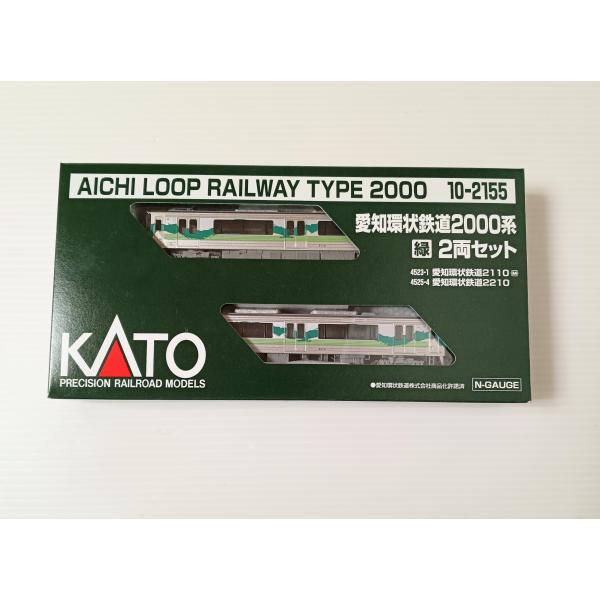 AICHI LOOP RAILWAY TYPE 2000 10-2155
愛知環状鉄道2000系
緑 2両セット
4523-1 愛知環状鉄道2110 M
4525-4 愛知環状鉄道2210
KATO
PRECISION RAILROAD MODELS
●愛知環状鉄道株式会社商品化許諾済
N-GAUGE